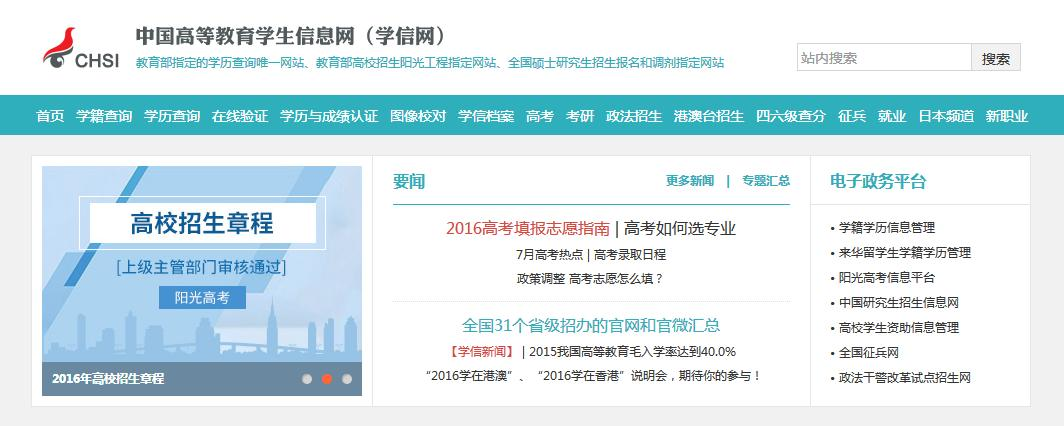 CHSI
中国高等教育学生信息网（学信网）
教育部指定的学历查询唯一网站、教育部高校招生阳光工程指定网站、全国硕士研究生招生报名和调剂指定网站
站内搜索 搜索
首页 学籍查询 学历查询 在线验证 学历与成绩认证 图像校对 学信档案 高考 考研 政法招生 港澳台招生 四六级查分 征兵 就业 日本频道 新职业
高校招生章程
[上级主管部门审核通过]
阳光高考
2016年高校招生章程
要闻 更多新闻 | 专题汇总
2016高考填报志愿指南 | 高考如何选专业
7月高考热点 | 高考录取日程
政策调整 高考志愿怎么填？
全国31个省级招办的官网和官微汇总
【学信新闻】 | 2015我国高等教育毛入学率达到40.0%
“2016学在港澳”、“2016学在香港”说明会，期待你的参与！
电子政务平台
• 学籍学历信息管理
• 来华留学生学籍学历管理
• 阳光高考信息平台
• 中国研究生招生信息网
• 高校学生资助信息管理
• 全国征兵网
• 政法干警改革试点招生网